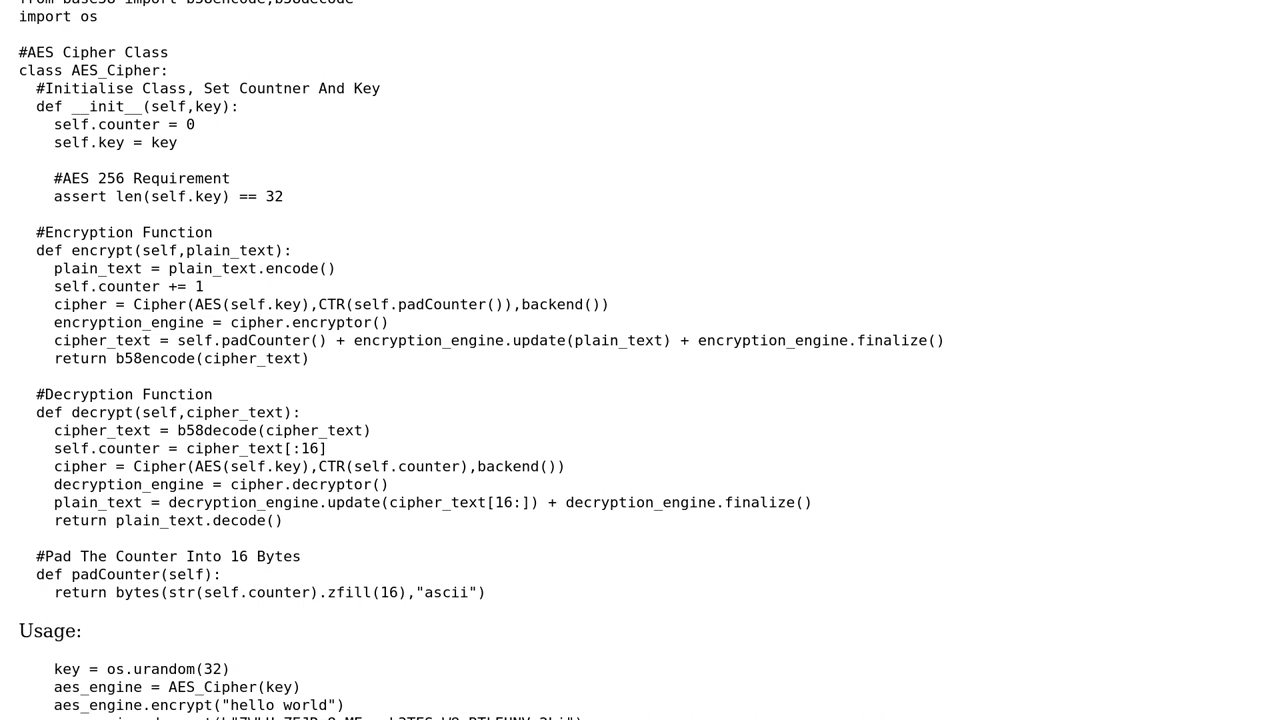 import os
#AES Cipher Class
class AES_Cipher:
#Initialise Class, Set Countner And Key
def __init__(self,key):
self.counter = 0
self.key = key
#AES 256 Requirement
assert len(self.key) == 32
#Encryption Function
def encrypt(self,plain_text):
plain_text = plain_text.encode()
self.counter += 1
cipher = Cipher(AES(self.key),CTR(self.padCounter()),backend())
encryption_engine = cipher.encryptor()
cipher_text = self.padCounter() + encryption_engine.update(plain_text) + encryption_engine.finalize()
return b58encode(cipher_text)
#Decryption Function
def decrypt(self,cipher_text):
cipher_text = b58decode(cipher_text)
self.counter = cipher_text[:16]
cipher = Cipher(AES(self.key),CTR(self.counter),backend())
decryption_engine = cipher.decryptor()
plain_text = decryption_engine.update(cipher_text[16:]) + decryption_engine.finalize()
return plain_text.decode()
#Pad The Counter Into 16 Bytes
def padCounter(self):
return bytes(str(self.counter).zfill(16),"ascii")
Usage:
key = os.urandom(32)
aes_engine = AES_Cipher(key)
aes_engine.encrypt("hello world")